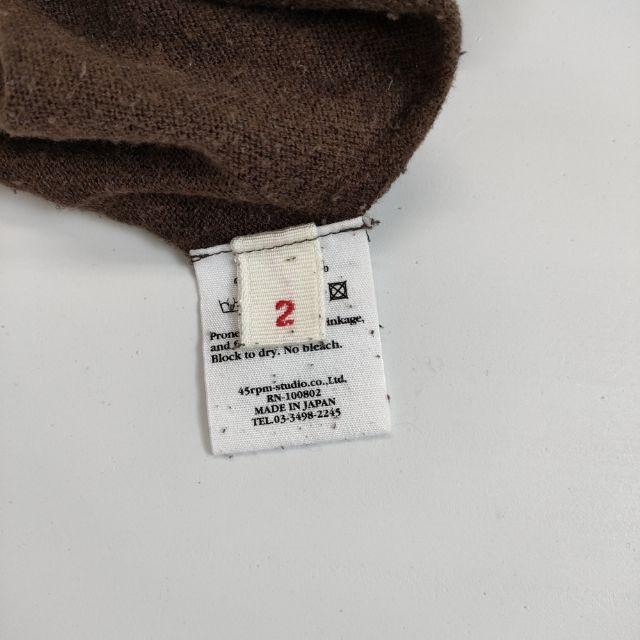 2
Prone inkage,
and
Block to dry. No bleach.
45rpm studio co., Ltd.
RN-100802
MADE IN JAPAN
TEL.03-3498-2245